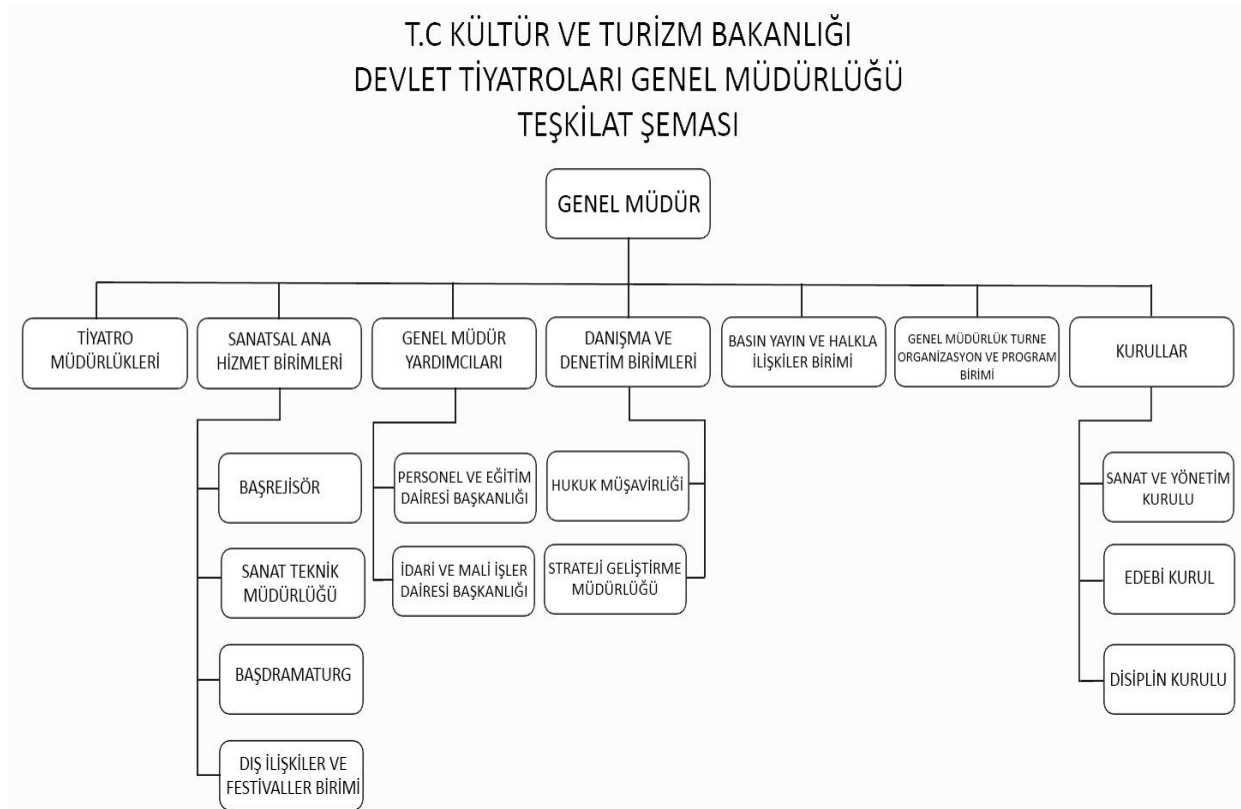 T.C KÜLTÜR VE TURİZM BAKANLIĞI
DEVLET TİYATROLARI GENEL MÜDÜRLÜĞÜ
TEŞKİLAT ŞEMASI
GENEL MÜDÜR
TİYATRO
MÜDÜRLÜKLERİ
SANATSAL ANA
HİZMET BİRİMLERİ
GENEL MÜDÜR
YARDIMCILARI
DANIŞMA VE
DENETİM BİRİMLERİ
BASIN YAYIN VE HALKLA
İLİŞKİLER BİRİMİ
GENEL MÜDÜRLÜK TURNE
ORGANİZASYON VE PROGRAM
BİRİMİ
KURULLAR
BAŞREJİSÖR
SANAT TEKNİK
MÜDÜRLÜĞÜ
BAŞDRAMATURG
DIŞ İLİŞKİLER VE
FESTİVALLER BİRİMİ
PERSONEL VE EĞİTİM
DAİRESİ BAŞKANLIĞI
İDARİ VE MALİ İŞLER
DAİRESİ BAŞKANLIĞI
HUKUK MÜŞAVİRLİĞİ
STRATEJİ GELİŞTİRME
MÜDÜRLÜĞÜ
SANAT VE YÖNETİM
KURULU
EDEBİ KURUL
DİSİPLİN KURULU